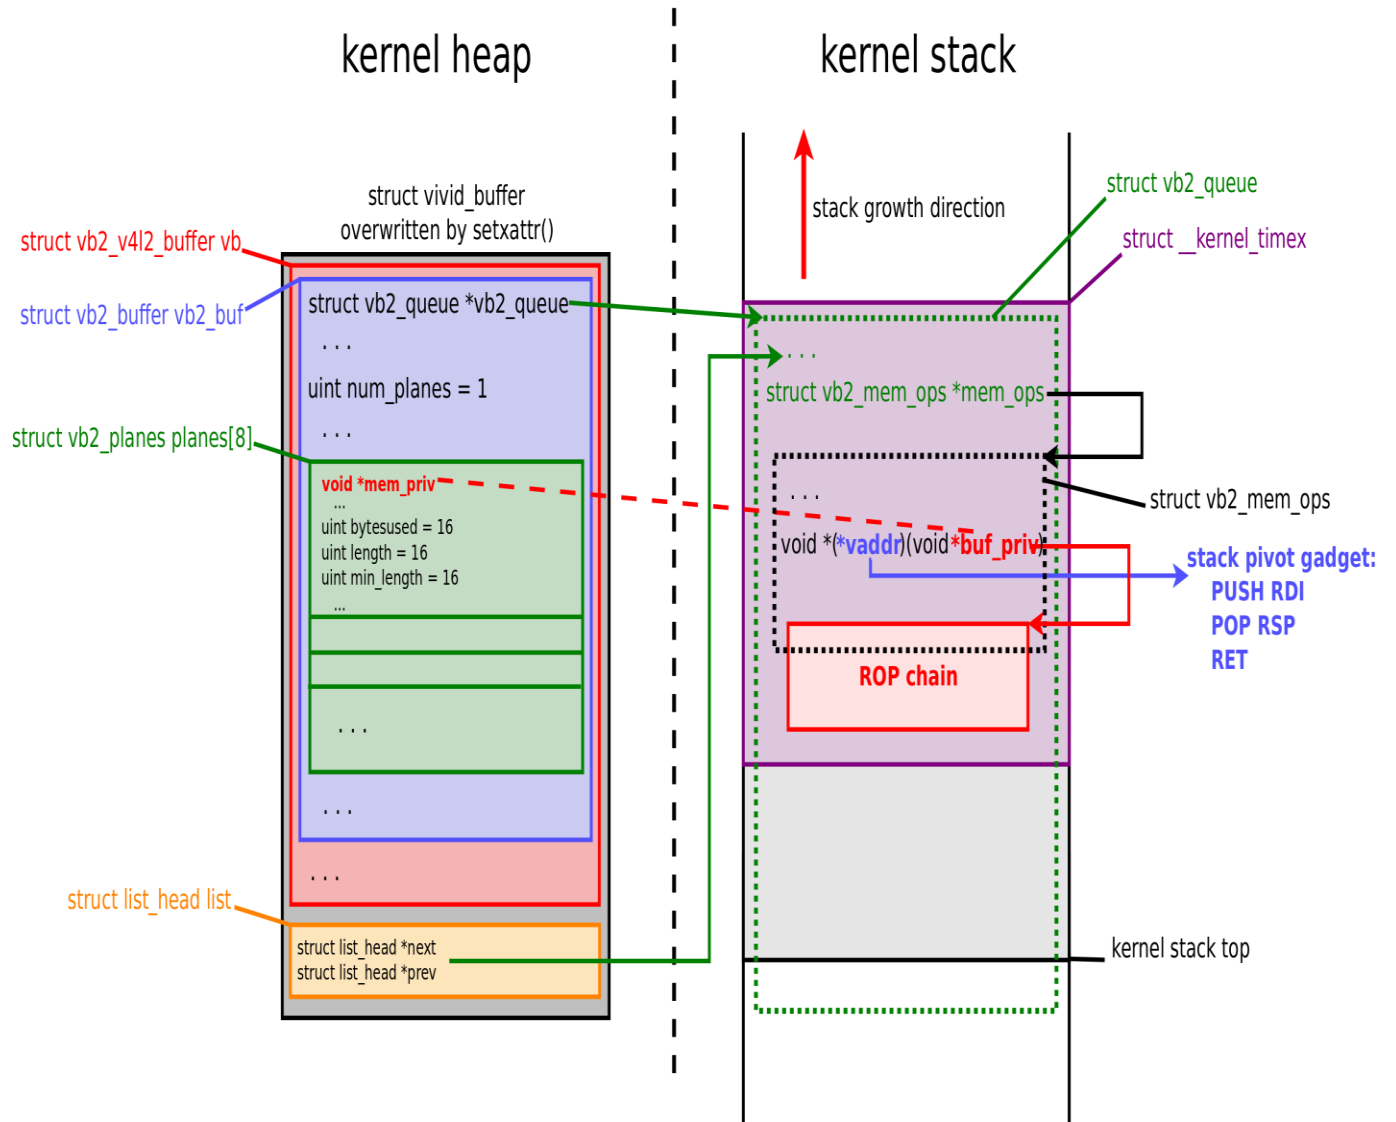 kernel heap
kernel stack
struct vivid_buffer
overwritten by setxattr()
struct vb2_v4l2_buffer vb
struct vb2_buffer vb2_buf
struct vb2_queue *vb2_queue
. . .
uint num_planes = 1
. . .
struct vb2_planes planes[8]
void *mem_priv
...
uint bytesused = 16
uint length = 16
uint min_length = 16
...
. . .
. . .
. . .
struct list_head list
struct list_head *next
struct list_head *prev
stack growth direction
struct vb2_queue
struct __kernel_timex
. . .
struct vb2_mem_ops *mem_ops
. . .
struct vb2_mem_ops
void *(*vaddr)(void*buf_priv)
stack pivot gadget:
PUSH RDI
POP RSP
RET
ROP chain
kernel stack top